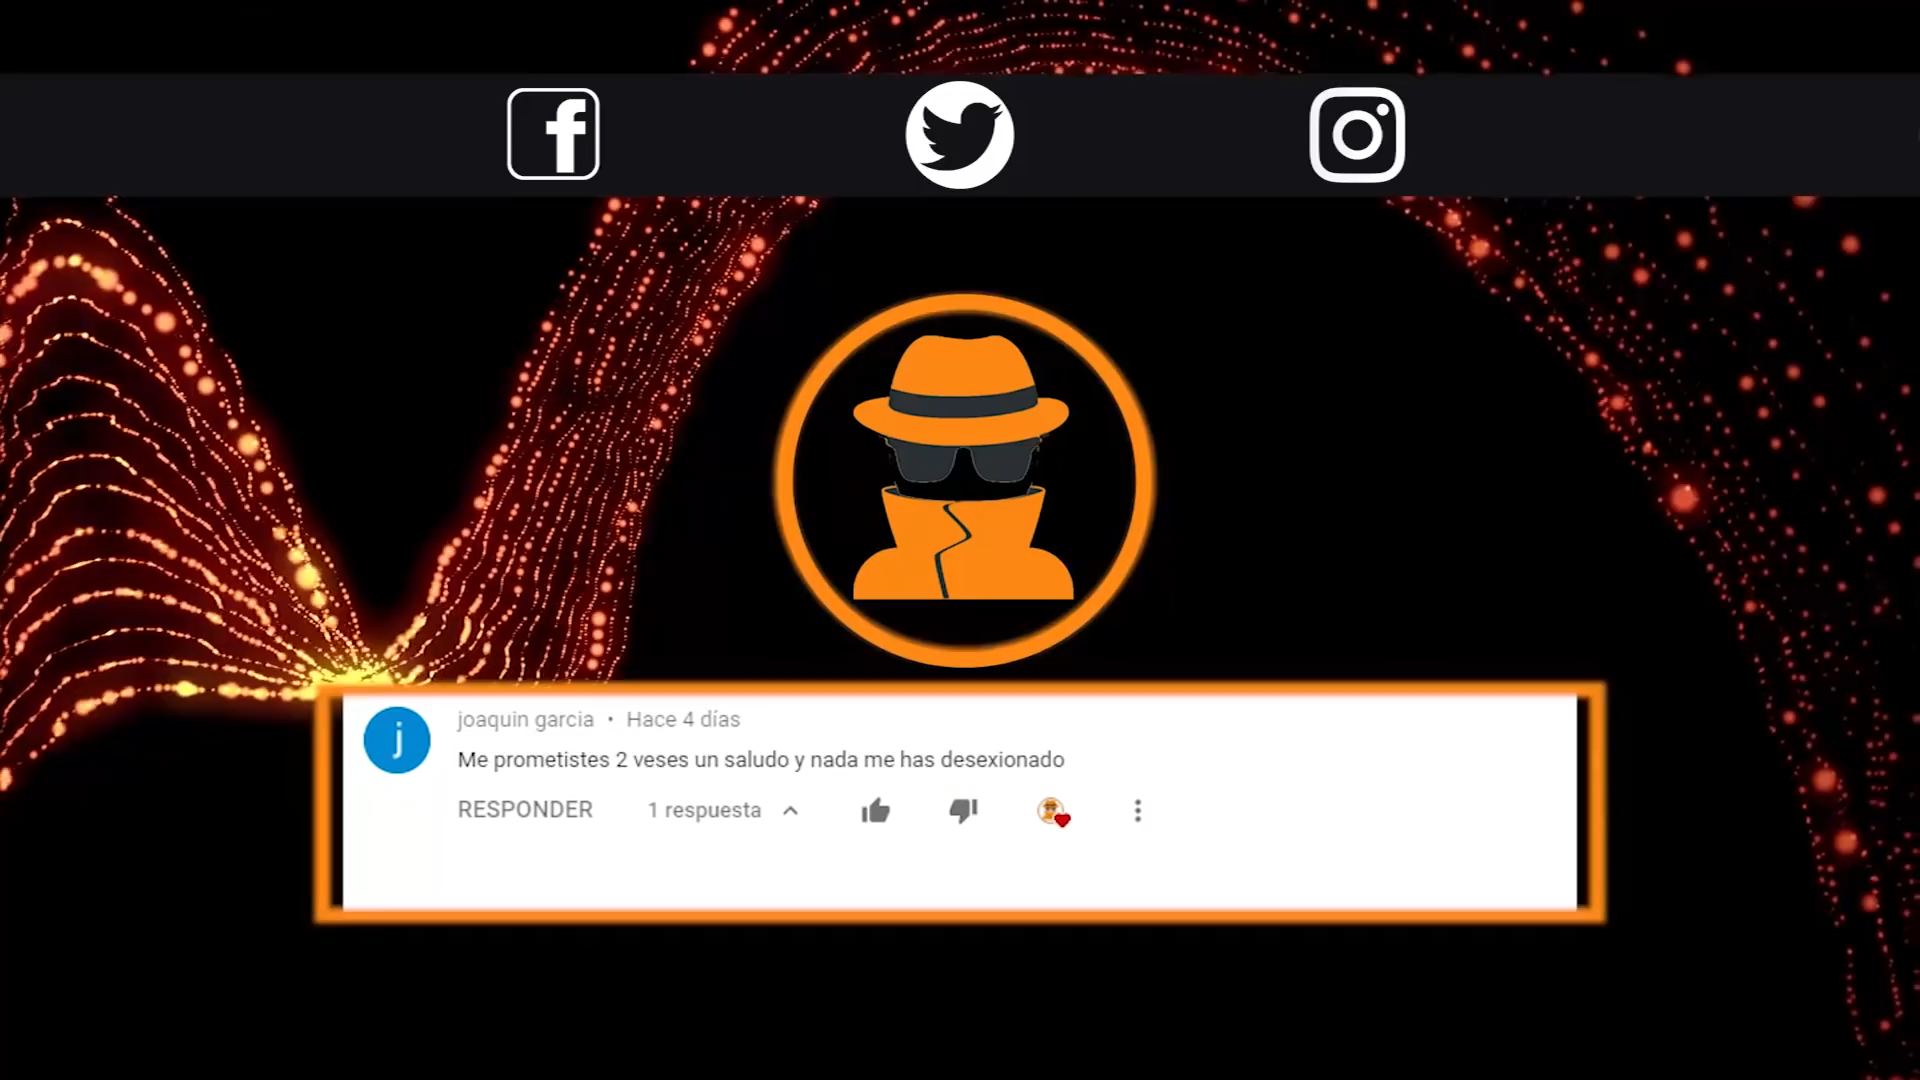 joaquin garcia • Hace 4 días
Me prometistes 2 veses un saludo y nada me has desexionado
RESPONDER 1 respuesta
j